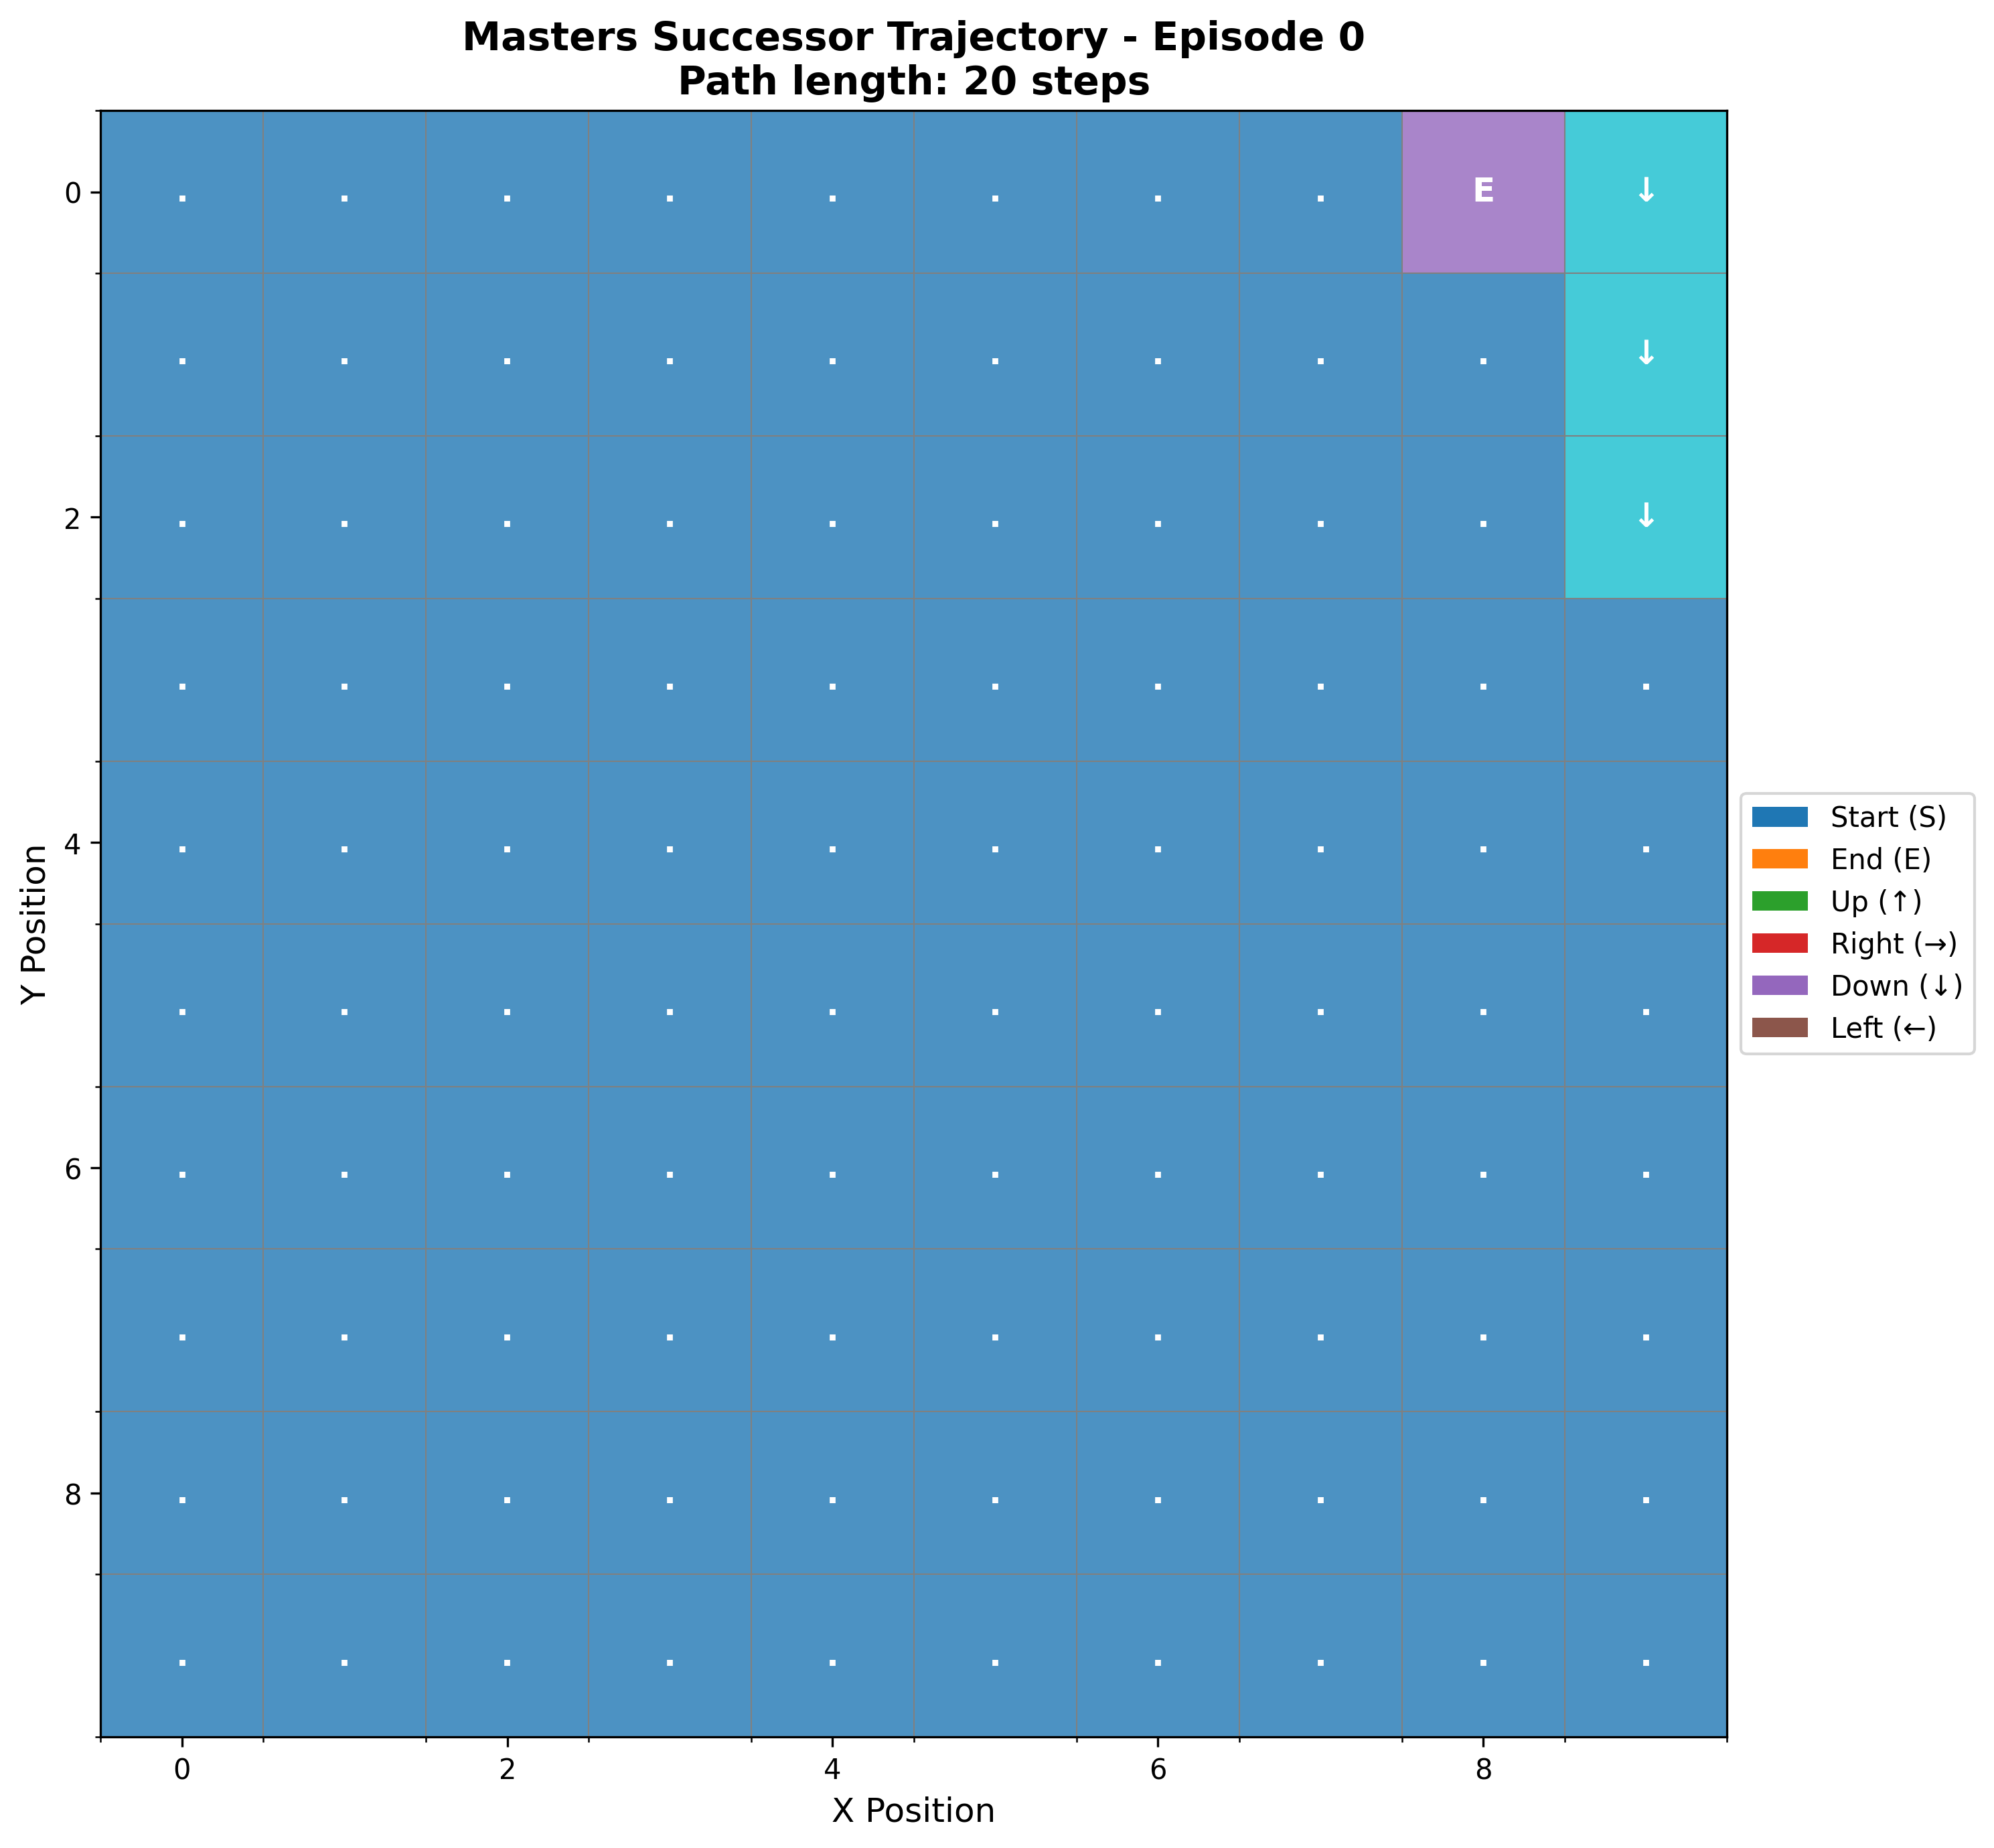 Masters Successor Trajectory - Episode 0
Path length: 20 steps
0 . . . . . . . . E ↓
. . . . . . . . . ↓
2 . . . . . . . . . ↓
. . . . . . . . . .
4 . . . . . . . . . .
. . . . . . . . . .
6 . . . . . . . . . .
. . . . . . . . . .
8 . . . . . . . . . .
. . . . . . . . . .
0 2 4 6 8
X Position
Y Position
Start (S)
End (E)
Up (↑)
Right (→)
Down (↓)
Left (←)